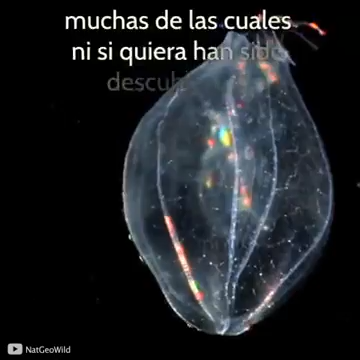 muchas de las cuales
ni si quiera han sido
NatGeoWild